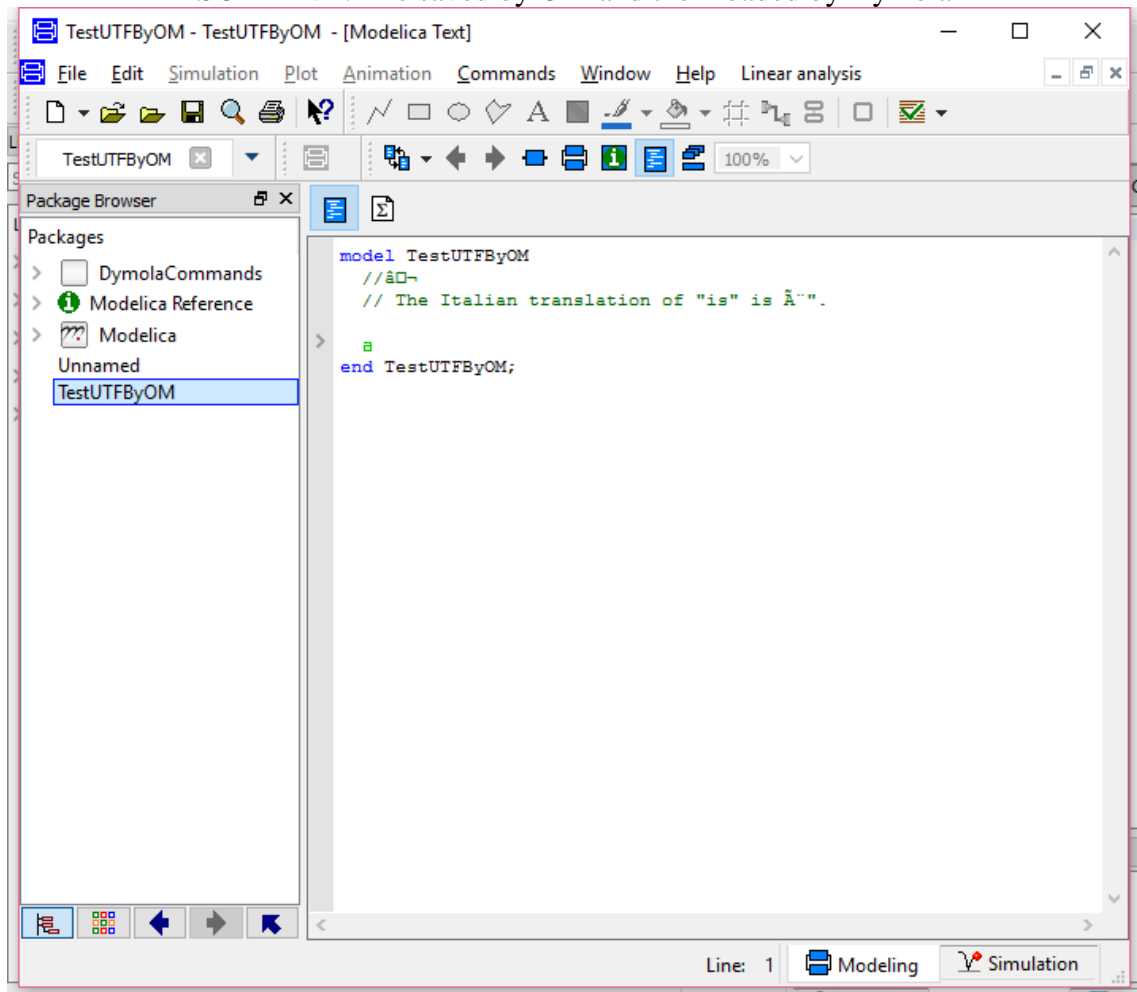 TestUTFByOM - TestUTFByOM - [Modelica Text]
File Edit Simulation Plot Animation Commands Window Help Linear analysis
TestUTFByOM 100%
Package Browser
Packages
DymolaCommands
Modelica Reference
Modelica
Unnamed
TestUTFByOM
model TestUTFByOM
//â□¬
// The Italian translation of "is" is Ã¨".
a
end TestUTFByOM;
Line: 1 Modeling Simulation